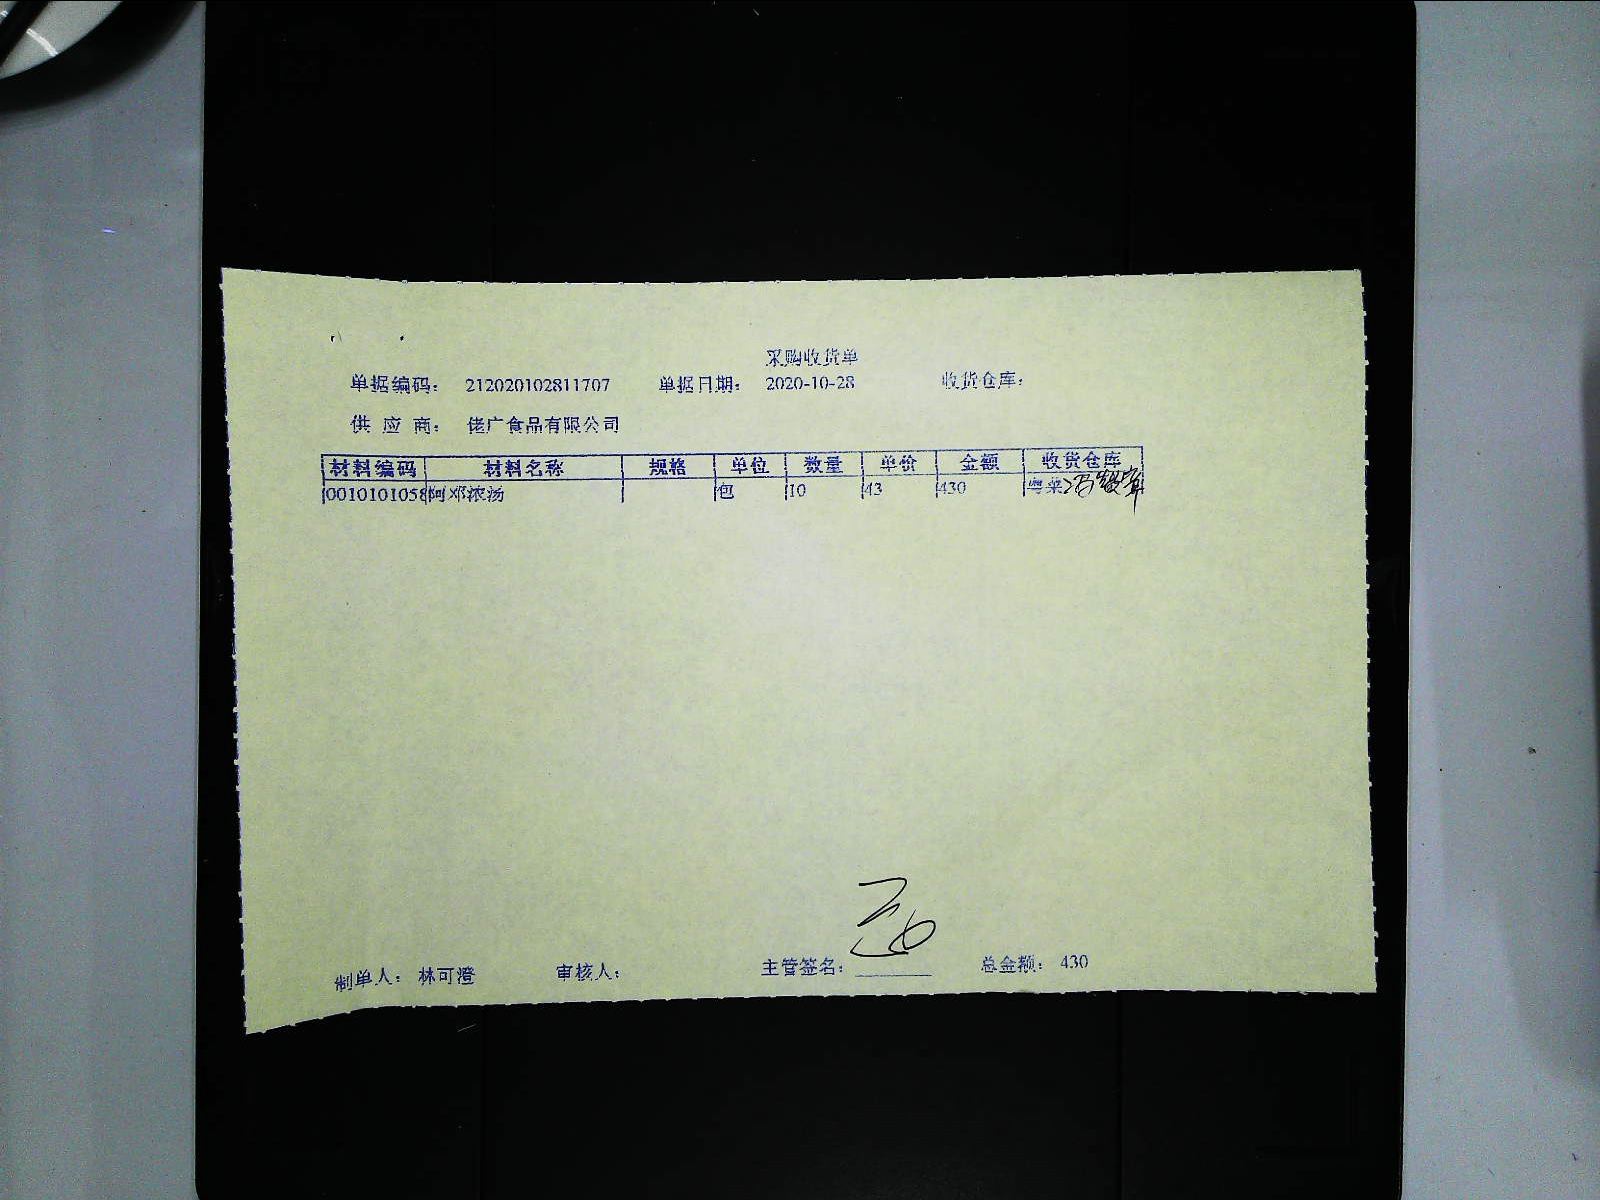 采购收货单
单据编码： 212020102811707 单据日期： 2020-10-28 收货仓库：
供应商： 佬广食品有限公司
材料编码 材料名称 规格 单位 数量 单价 金额 收货仓库
0010101058 阿邓浓汤 包 10 43 430 粤菜
制单人： 林可澄 审核人： 主管签名： 总金额： 430